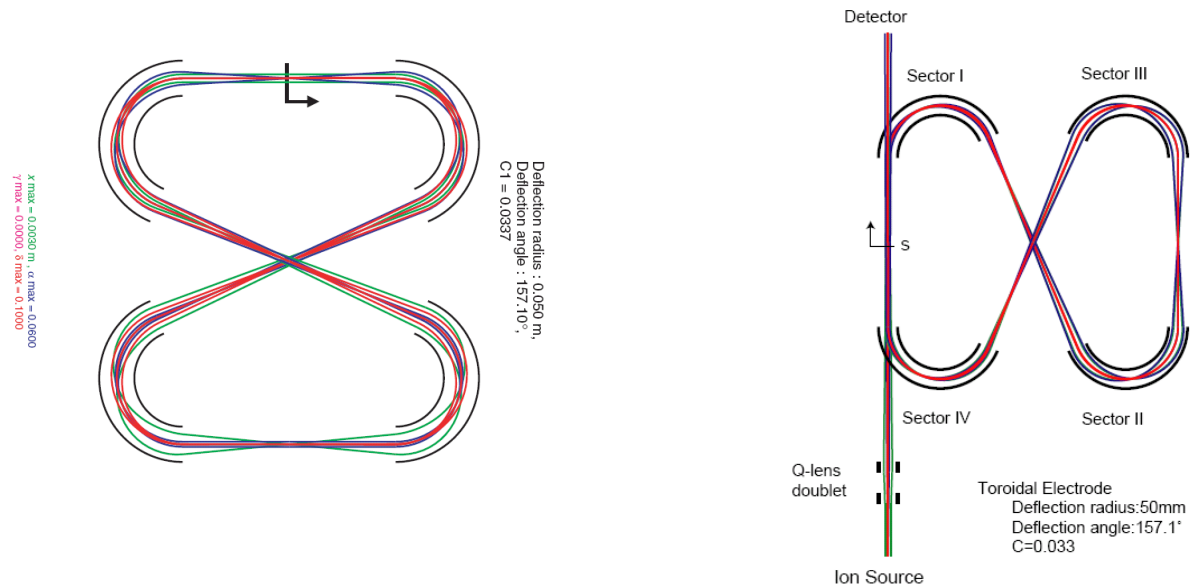 Deflection radius : 0.050 m,
Deflection angle : 157.10°,
C1 = 0.0337
x max = 0.0030 m , α max = 0.0600
γ max = 0.0000, δ max = 0.1000
Detector
Sector I
Sector III
S
Sector IV
Sector II
Q-lens
doublet
Toroidal Electrode
Deflection radius:50mm
Deflection angle:157.1°
C=0.033
Ion Source